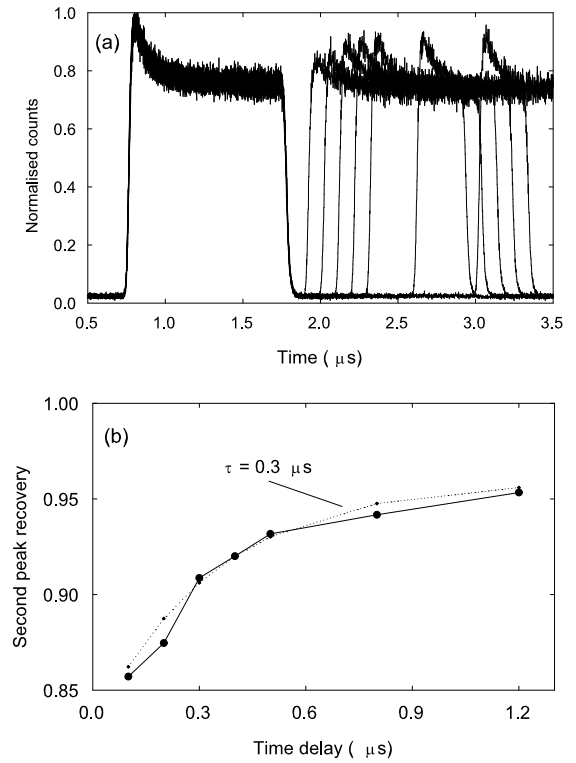 (a)
1.0
0.8
0.6
0.4
0.2
0.0
Normalised counts
0.5 1.0 1.5 2.0 2.5 3.0 3.5
Time ( μs)
1.00
(b)
τ = 0.3 μs
0.95
0.90
0.85
Second peak recovery
0.0 0.3 0.6 0.9 1.2
Time delay ( μs)